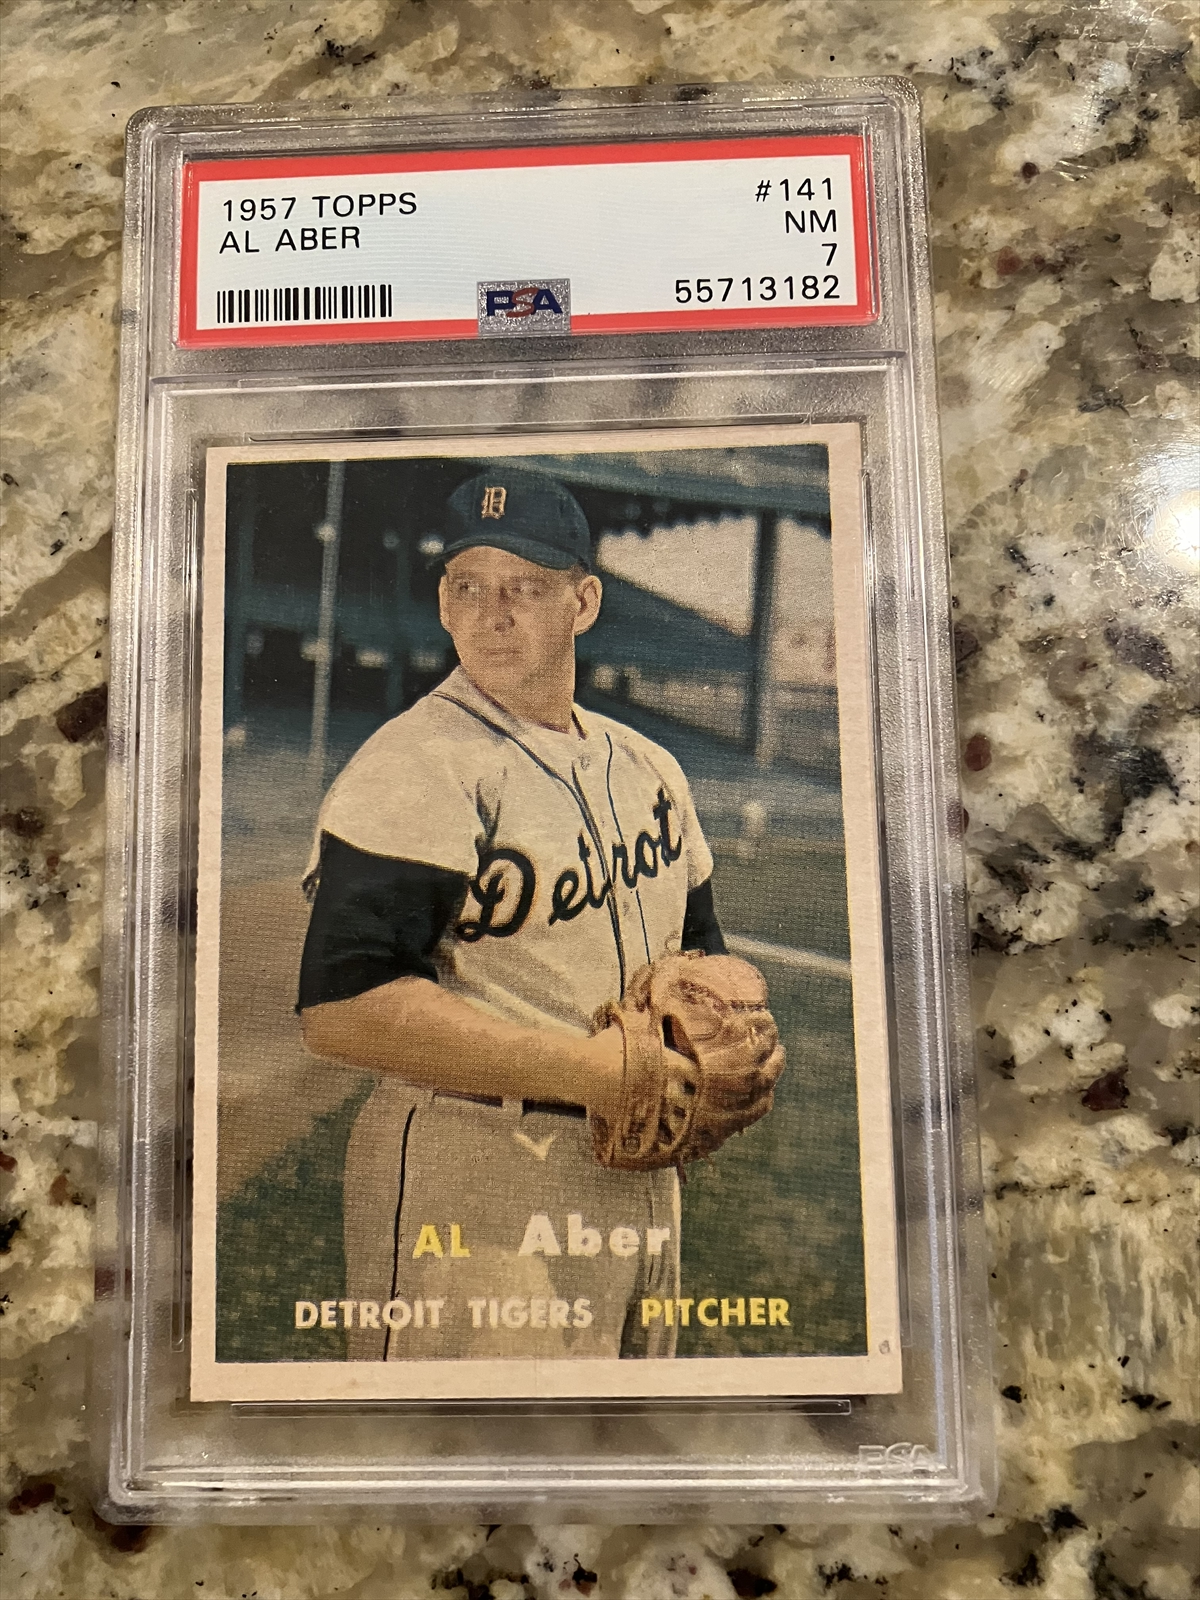 1957 TOPPS
#141
AL ABER
NM
7
PSA
55713182
D
Detroit
AL Aber
DETROIT TIGERS PITCHER
PSA